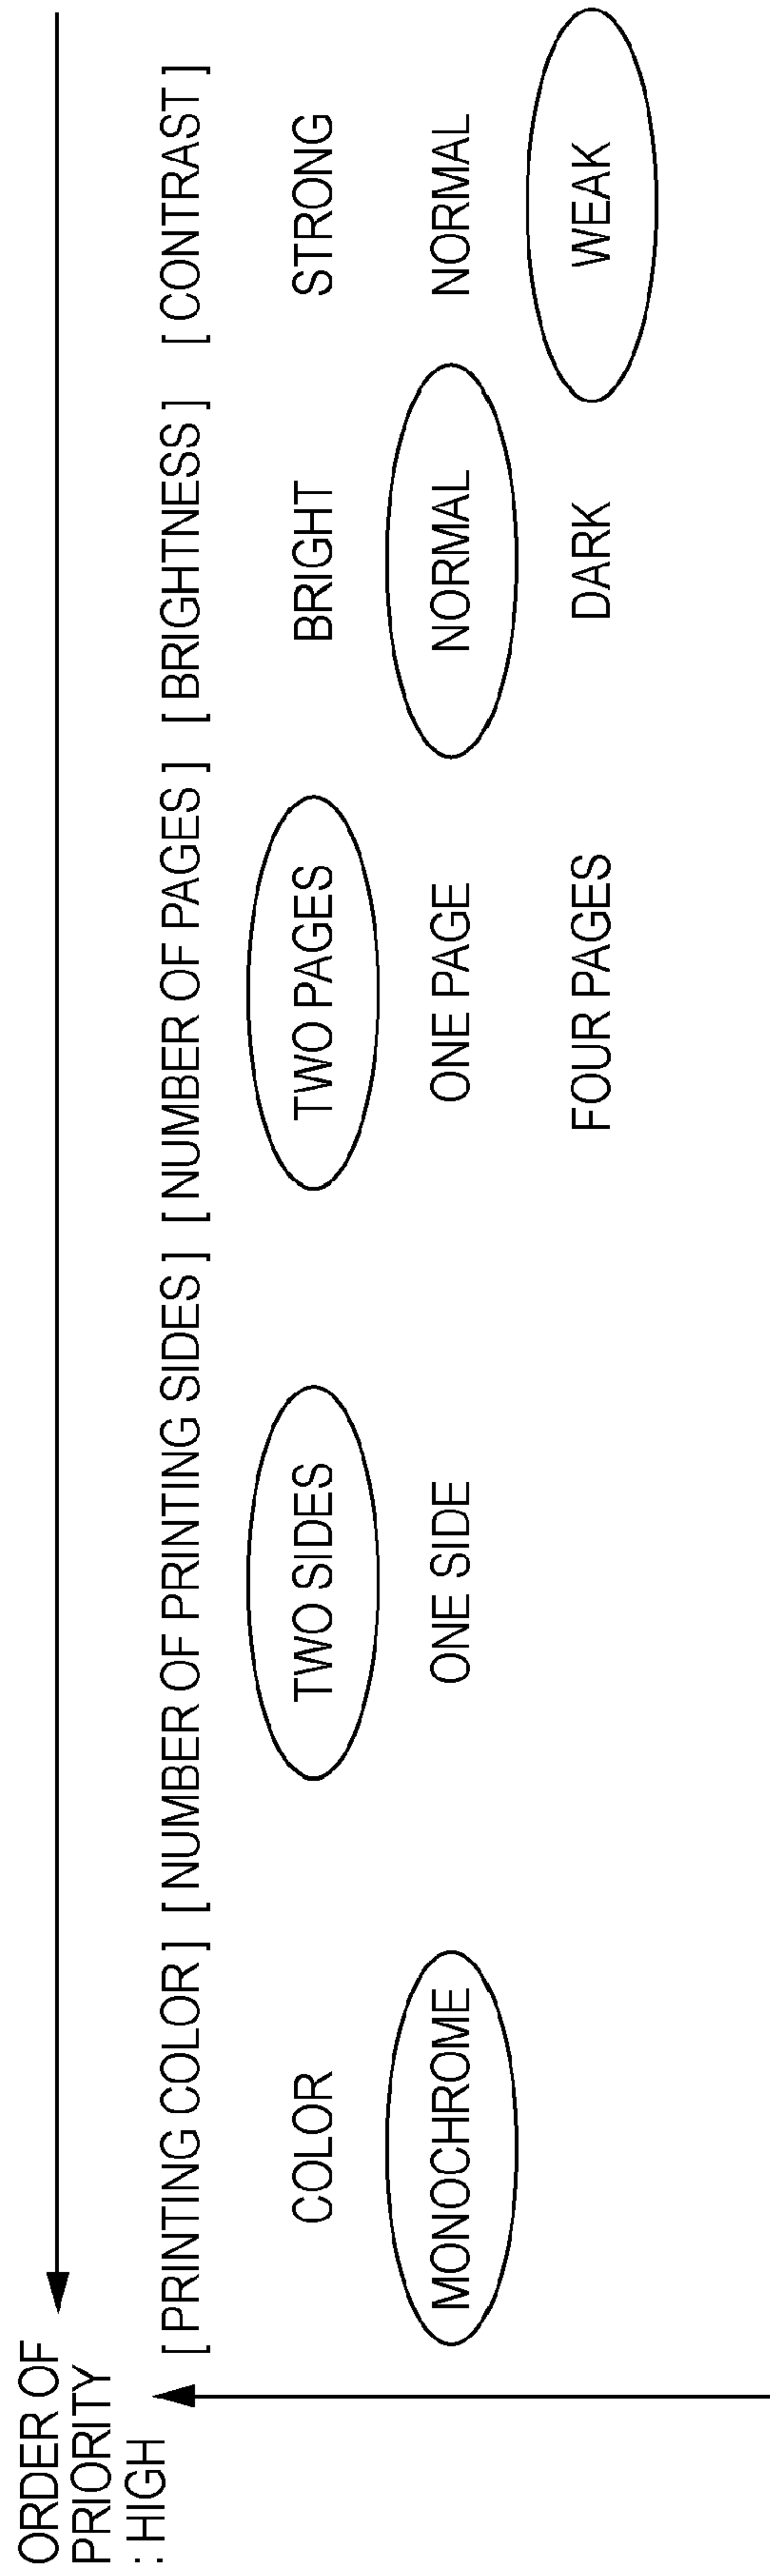 ORDER OF
PRIORITY
: HIGH
[ PRINTING COLOR ] [ NUMBER OF PRINTING SIDES ] [ NUMBER OF PAGES ] [ BRIGHTNESS ] [ CONTRAST ]
COLOR TWO SIDES TWO PAGES BRIGHT STRONG
MONOCHROME ONE SIDE ONE PAGE NORMAL NORMAL
FOUR PAGES DARK WEAK